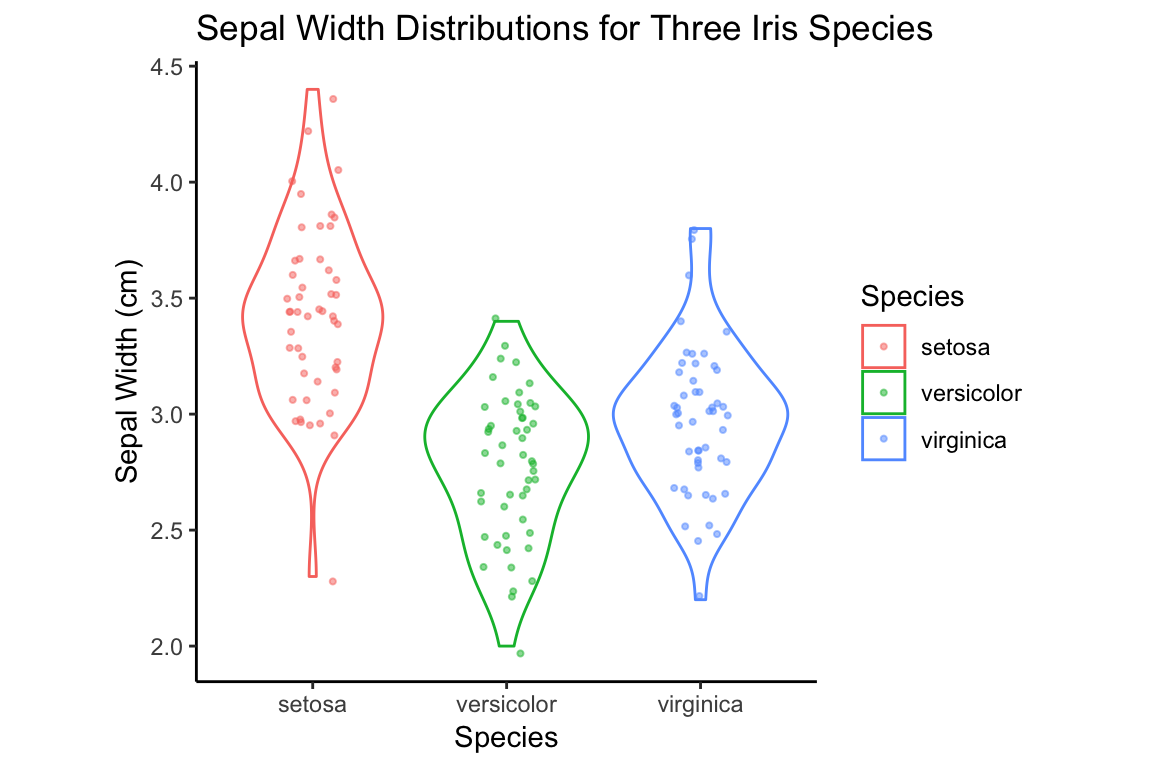 Sepal Width Distributions for Three Iris Species
4.5
4.0
3.5
3.0
2.5
2.0
Sepal Width (cm)
setosa
versicolor
virginica
Species
Species
setosa
versicolor
virginica